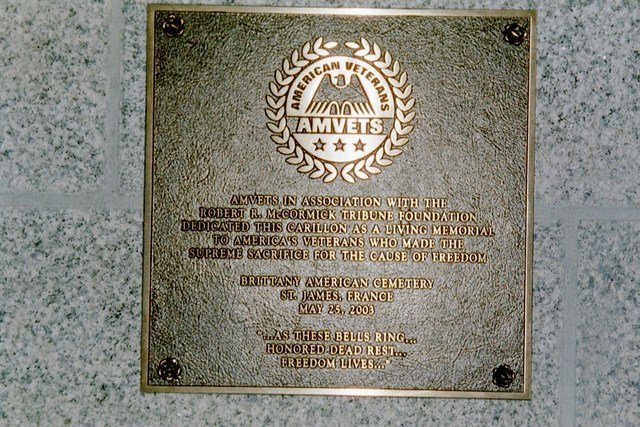 AMERICAN VETERANS
AMVETS
AMVETS IN ASSOCIATION WITH THE
ROBERT R. McCORMICK TRIBUNE FOUNDATION
DEDICATED THIS CARILLON AS A LIVING MEMORIAL
TO AMERICA'S VETERANS WHO MADE THE
SUPREME SACRIFICE FOR THE CAUSE OF FREEDOM
BRITTANY AMERICAN CEMETERY
ST. JAMES, FRANCE
MAY 25, 2003
"...AS THESE BELLS RING...
HONORED DEAD REST...
FREEDOM LIVES..."